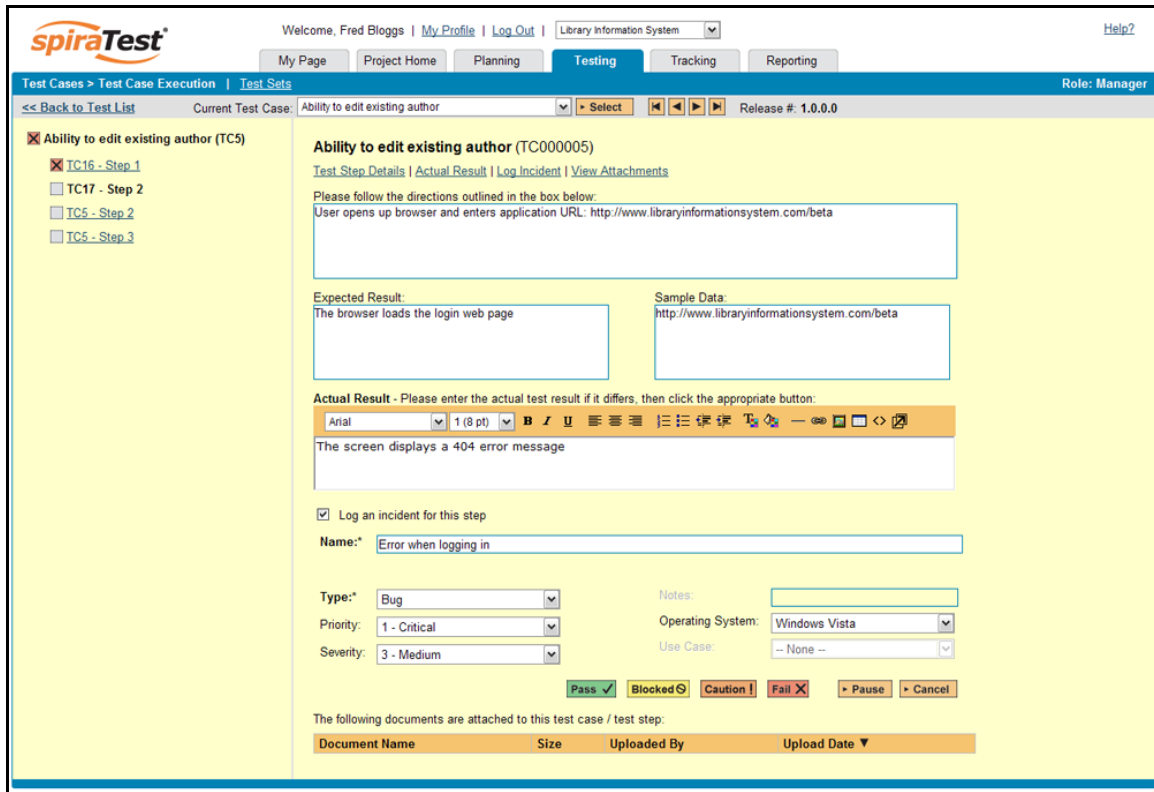 spiraTest
Welcome, Fred Bloggs | My Profile | Log Out | Library Information System
Help?
My Page Project Home Planning Testing Tracking Reporting
Test Cases > Test Case Execution | Test Sets
Role: Manager
<< Back to Test List
Current Test Case: Ability to edit existing author Select Release #: 1.0.0.0
Ability to edit existing author (TC5)
TC16 - Step 1
TC17 - Step 2
TC5 - Step 2
TC5 - Step 3
Ability to edit existing author (TC000005)
Test Step Details | Actual Result | Log Incident | View Attachments
Please follow the directions outlined in the box below:
User opens up browser and enters application URL: http://www.libraryinformationsystem.com/beta
Expected Result: Sample Data:
The browser loads the login web page http://www.libraryinformationsystem.com/beta
Actual Result - Please enter the actual test result if it differs, then click the appropriate button:
Arial 1 (8 pt) B I U
The screen displays a 404 error message
Log an incident for this step
Name:* Error when logging in
Type:* Bug Notes:
Priority: 1 - Critical Operating System: Windows Vista
Severity: 3 - Medium Use Case: -- None --
Pass Blocked Caution ! Fail Pause Cancel
The following documents are attached to this test case / test step:
Document Name Size Uploaded By Upload Date